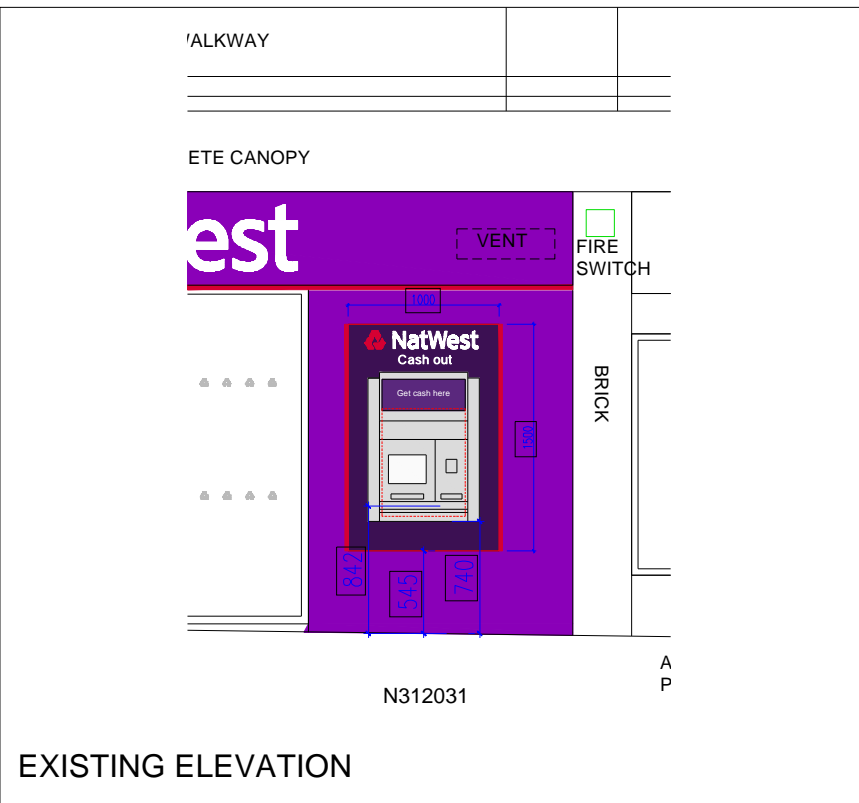 /ALKWAY
ETE CANOPY
est
VENT
FIRE
SWITCH
1000
NatWest
Cash out
Get cash here
BRICK
1500
842
545
740
A
P
N312031
EXISTING ELEVATION